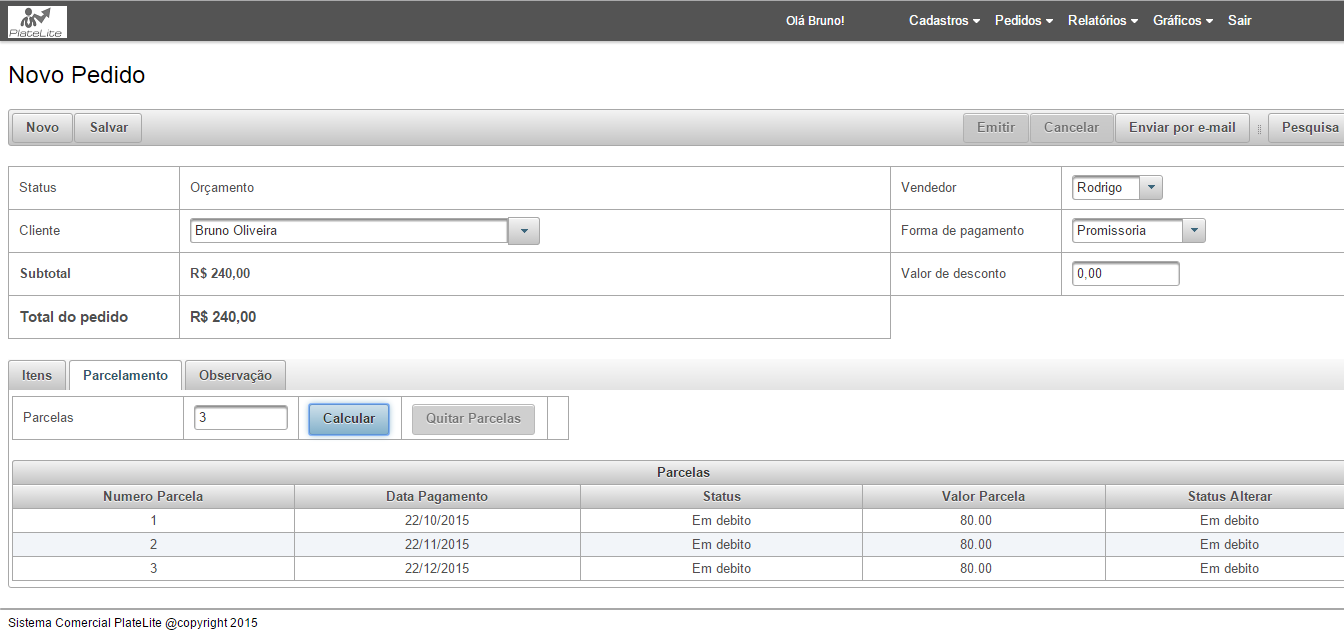 PlateLite
Olá Bruno! Cadastros Pedidos Relatórios Gráficos Sair
Novo Pedido
Novo Salvar Emitir Cancelar Enviar por e-mail Pesquisa
Status Orçamento Vendedor Rodrigo
Cliente Bruno Oliveira Forma de pagamento Promissoria
Subtotal R$ 240,00 Valor de desconto 0,00
Total do pedido R$ 240,00
Itens Parcelamento Observação
Parcelas 3 Calcular Quitar Parcelas
Parcelas
Numero Parcela Data Pagamento Status Valor Parcela Status Alterar
1 22/10/2015 Em debito 80.00 Em debito
2 22/11/2015 Em debito 80.00 Em debito
3 22/12/2015 Em debito 80.00 Em debito
Sistema Comercial PlateLite @copyright 2015